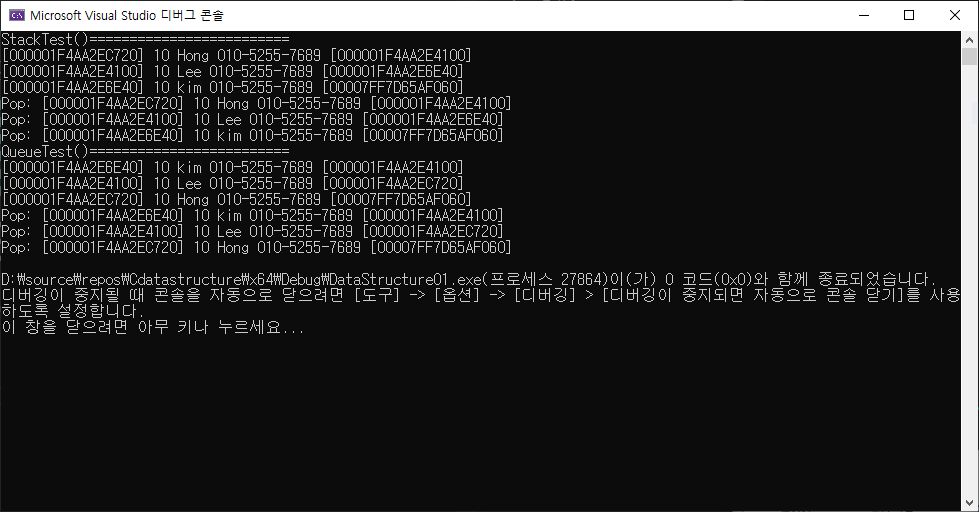 Microsoft Visual Studio 디버그 콘솔
StackTest()=========================
[000001F4AA2EC720] 10 Hong 010-5255-7689 [000001F4AA2E4100]
[000001F4AA2E4100] 10 Lee 010-5255-7689 [000001F4AA2E6E40]
[000001F4AA2E6E40] 10 kim 010-5255-7689 [00007FF7D65AF060]
Pop: [000001F4AA2EC720] 10 Hong 010-5255-7689 [000001F4AA2E4100]
Pop: [000001F4AA2E4100] 10 Lee 010-5255-7689 [000001F4AA2E6E40]
Pop: [000001F4AA2E6E40] 10 kim 010-5255-7689 [00007FF7D65AF060]
QueueTest()=========================
[000001F4AA2E6E40] 10 kim 010-5255-7689 [000001F4AA2E4100]
[000001F4AA2E4100] 10 Lee 010-5255-7689 [000001F4AA2EC720]
[000001F4AA2EC720] 10 Hong 010-5255-7689 [00007FF7D65AF060]
Pop: [000001F4AA2E6E40] 10 kim 010-5255-7689 [000001F4AA2E4100]
Pop: [000001F4AA2E4100] 10 Lee 010-5255-7689 [000001F4AA2EC720]
Pop: [000001F4AA2EC720] 10 Hong 010-5255-7689 [00007FF7D65AF060]
D:₩source₩repos₩Cdatastructure₩x64₩Debug₩DataStructure01.exe(프로세스 27864)이(가) 0 코드(0x0)와 함께 종료되었습니다.
디버깅이 중지될 때 콘솔을 자동으로 닫으려면 [도구] -> [옵션] -> [디버깅] > [디버깅이 중지되면 자동으로 콘솔 닫기]를 사용
하도록 설정합니다.
이 창을 닫으려면 아무 키나 누르세요...